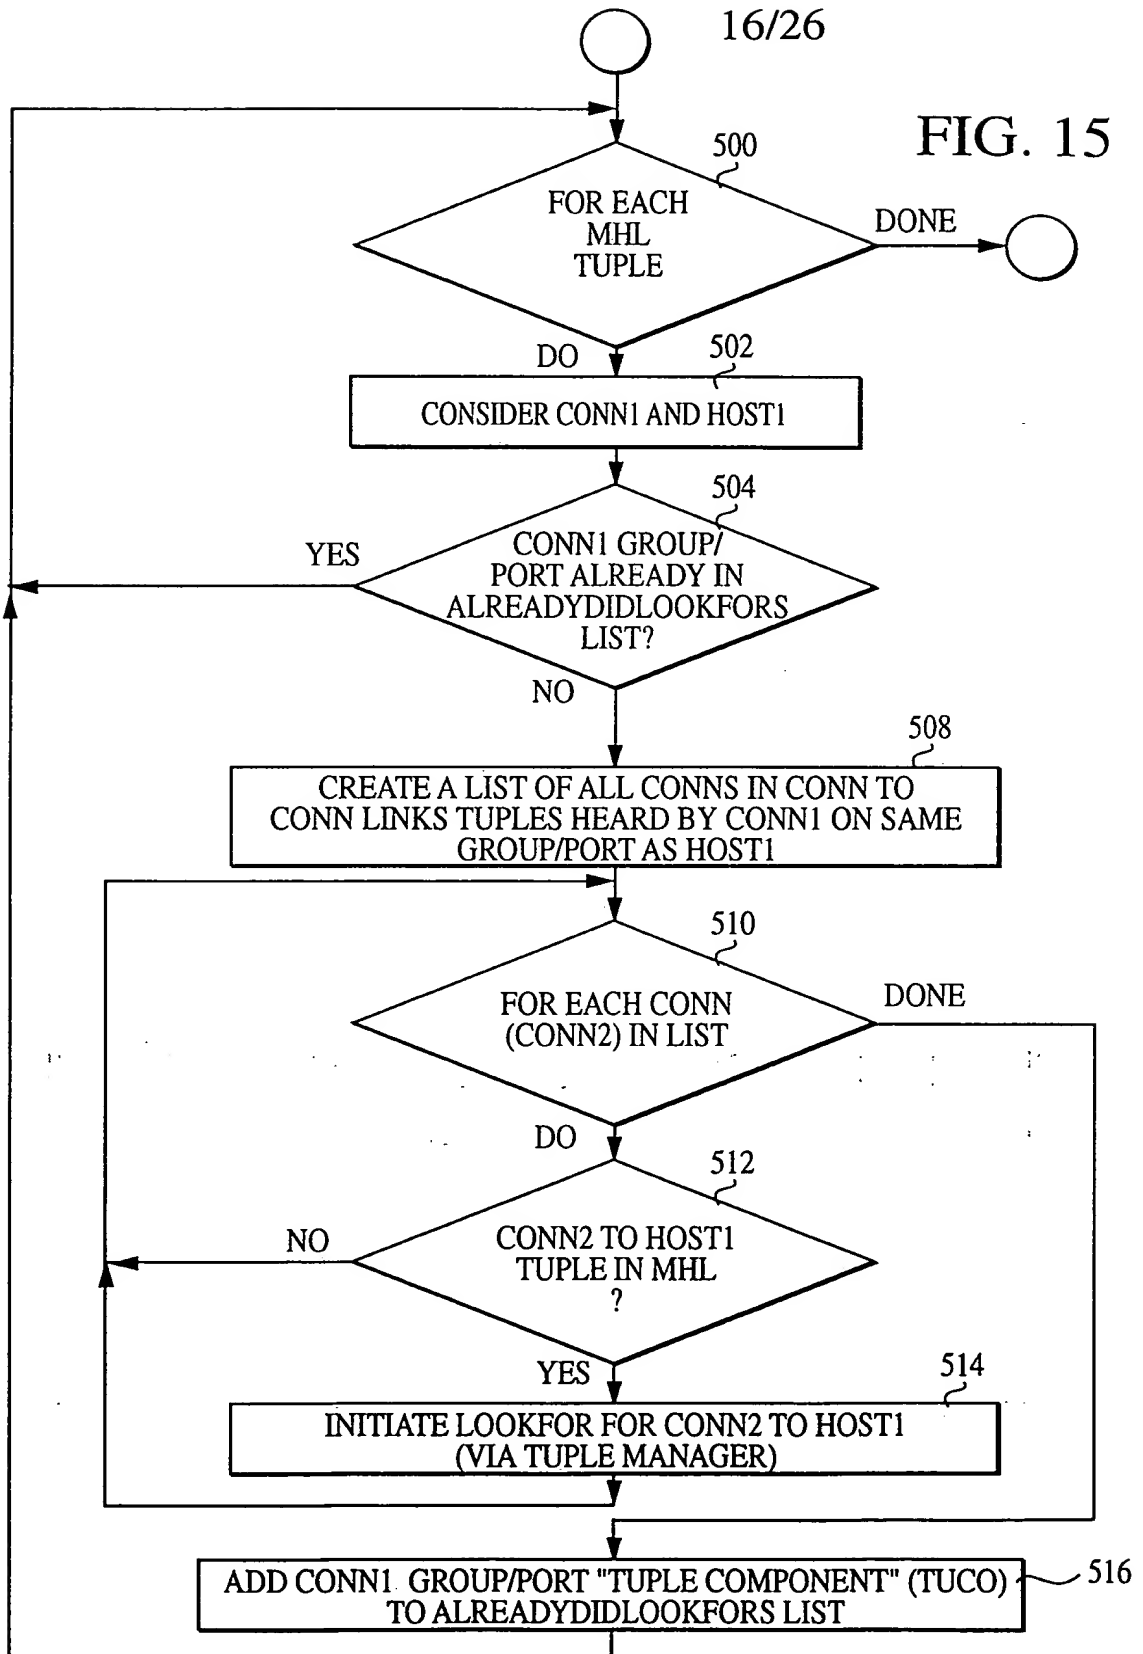 16/26
FIG. 15
500
FOR EACH
MHL
TUPLE
DONE
DO
502
CONSIDER CONN1 AND HOST1
504
CONN1 GROUP/
PORT ALREADY IN
ALREADYDIDLOOKFORS
LIST?
YES
NO
508
CREATE A LIST OF ALL CONNS IN CONN TO
CONN LINKS TUPLES HEARD BY CONN1 ON SAME
GROUP/PORT AS HOST1
510
FOR EACH CONN
(CONN2) IN LIST
DONE
DO
512
CONN2 TO HOST1
TUPLE IN MHL
?
NO
YES
514
INITIATE LOOKFOR FOR CONN2 TO HOST1
(VIA TUPLE MANAGER)
ADD CONN1 GROUP/PORT "TUPLE COMPONENT" (TUCO)
TO ALREADYDIDLOOKFORS LIST
516